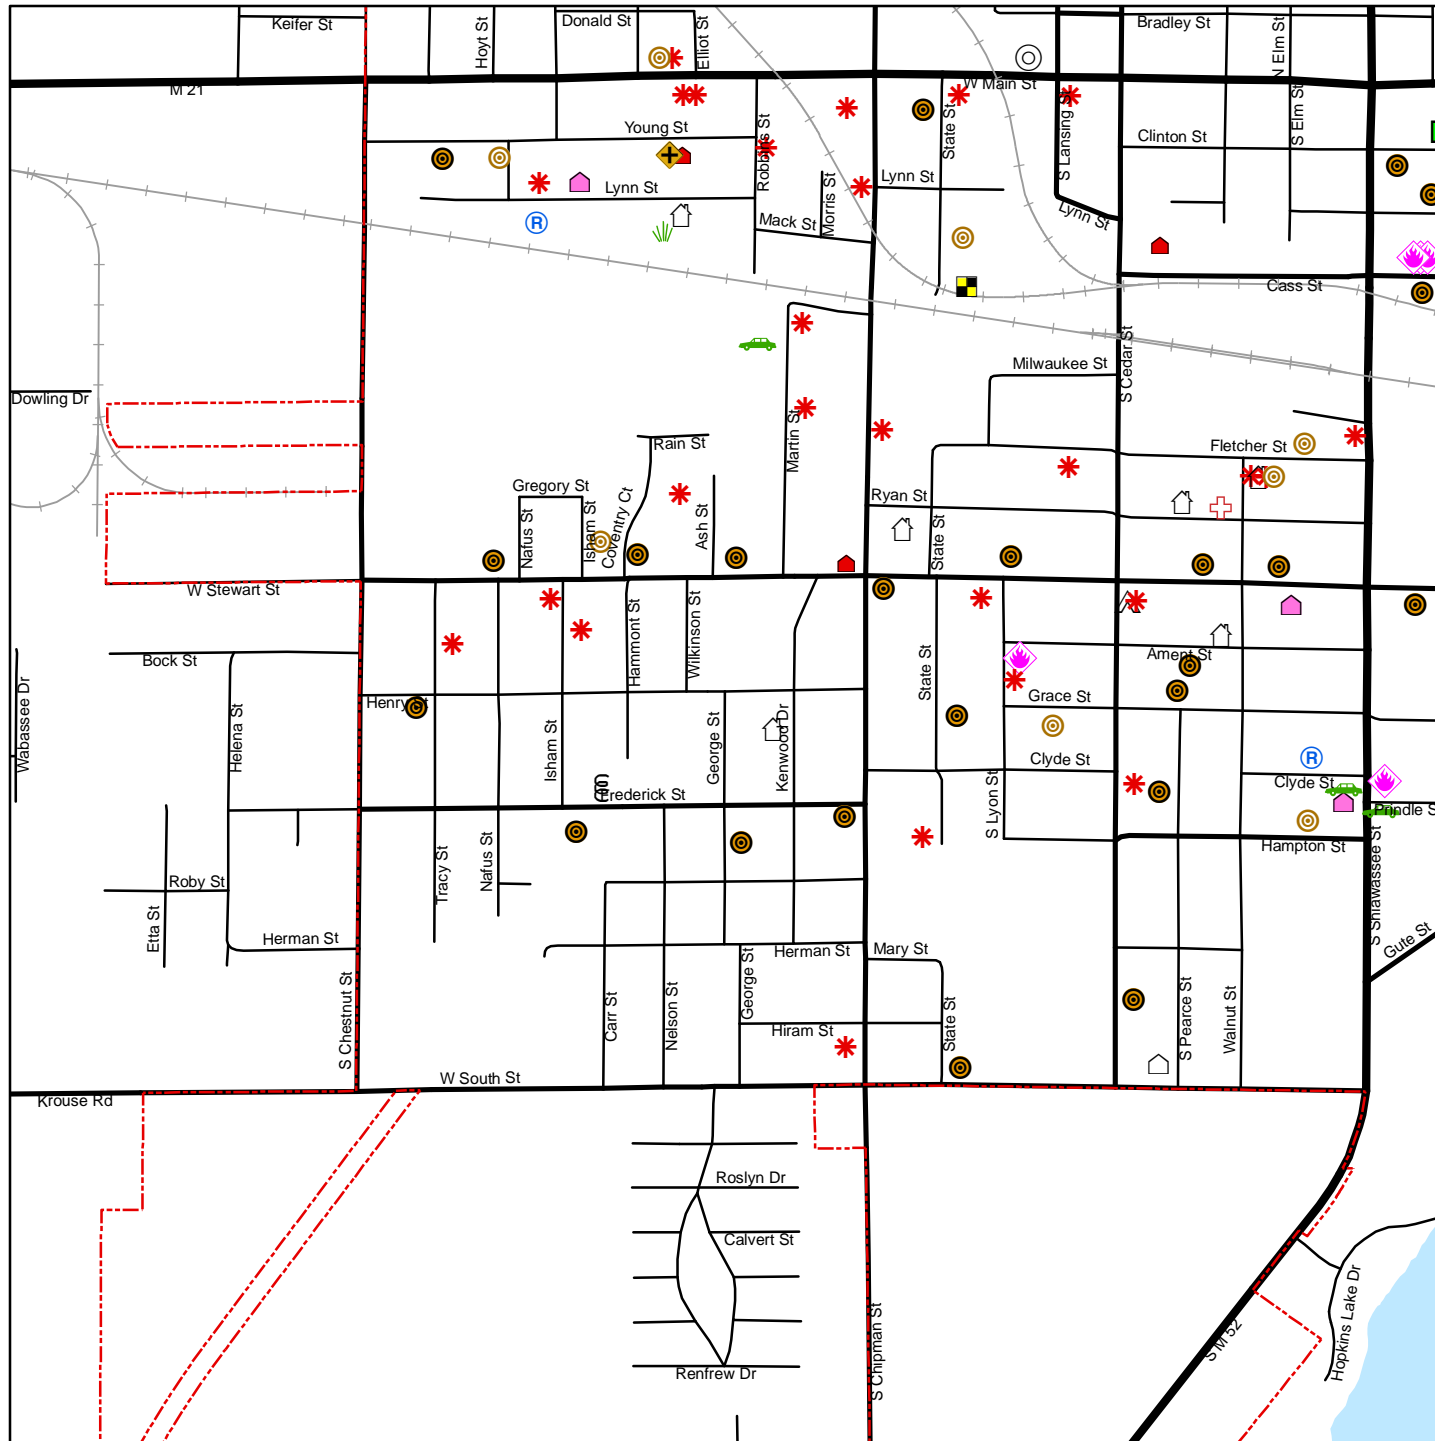 Keifer St
Hoyt St
Donald St
Elliot St
Bradley St
N Elm St
M 21
W Main St
Young St
Robbins St
State St
S Lansing St
Clinton St
S Elm St
Lynn St
Lynn St
Morris St
Mack St
Lynn St
R
Cass St
Milwaukee St
S Cedar St
Dowling Dr
Martin St
Rain St
Fletcher St
Gregory St
Ryan St
Nafus St
Isham St
Coventry Ct
Ash St
State St
W Stewart St
Hammont St
Wilkinson St
Bock St
State St
Ament St
Wabassee Dr
Helena St
Henry St
Isham St
George St
Kenwood Dr
Grace St
Clyde St
R
Clyde St
Frederick St
S Lyon St
Prindle S
Hampton St
S Shiawassee St
Tracy St
Nafus St
Roby St
Etta St
Herman St
Herman St
Mary St
Gute St
S Chestnut St
Carr St
Nelson St
George St
Hiram St
State St
S Pearce St
Walnut St
W South St
Krouse Rd
Roslyn Dr
Calvert St
Renfrew Dr
S Chipman St
S M 52
Hopkins Lake Dr